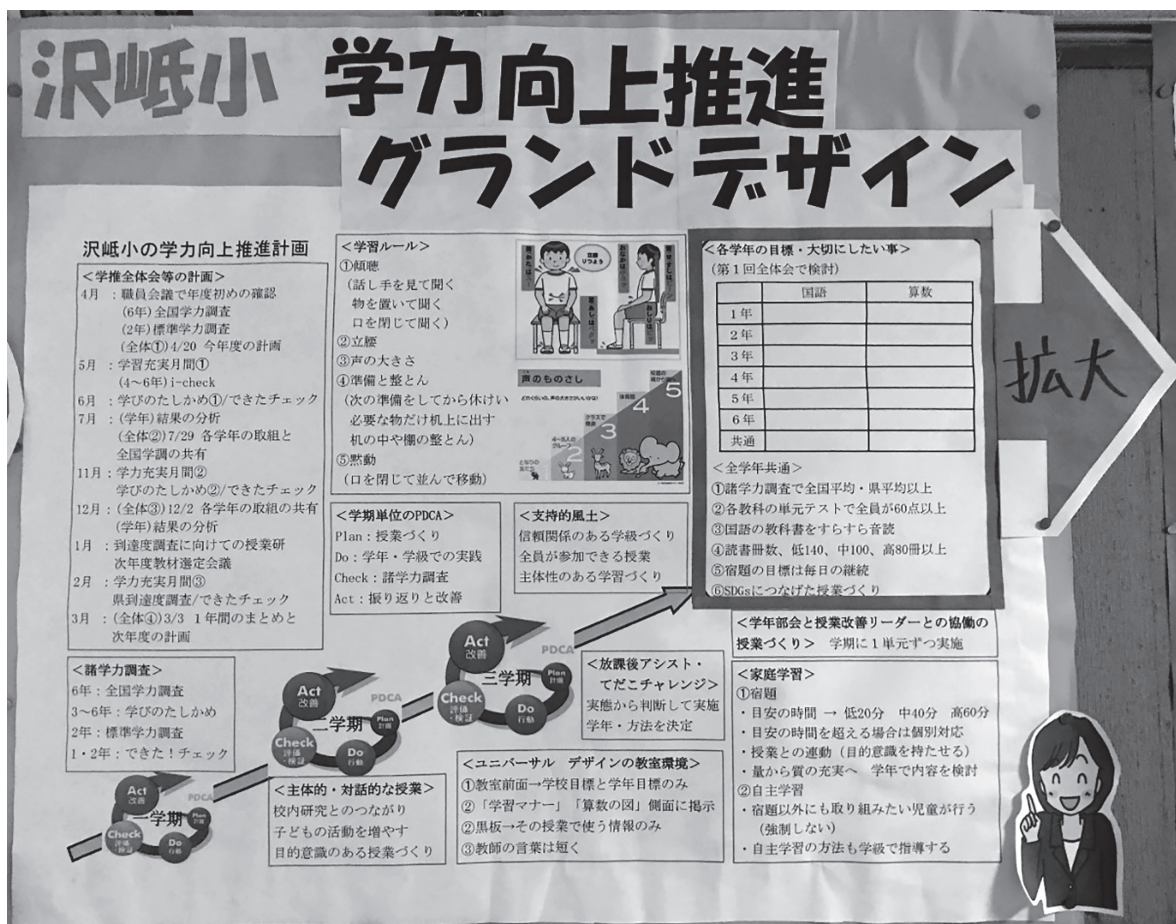 沢岻小 学力向上推進
グランドデザイン
沢岻小の学力向上推進計画
＜学推全体会等の計画＞
4月 ：職員会議で年度初めの確認
(6年) 全国学力調査
(2年) 標準学力調査
(全体①) 4/20 今年度の計画
5月 ：学習充実月間①
(4～6年) i-check
6月 ：学びのたしかめ①/できたチェック
7月 ：(学年) 結果の分析
(全体②) 7/29 各学年の取組と
全国学調の共有
11月：学力充実月間②
学びのたしかめ②/できたチェック
12月：(全体③) 12/2 各学年の取組の共有
(学年) 結果の分析
1月 ：到達度調査に向けての授業研
次年度教材選定会議
2月 ：学力充実月間③
県到達度調査/できたチェック
3月 ：(全体④) 3/3 1年間のまとめと
次年度の計画
＜諸学力調査＞
6年：全国学力調査
3～6年：学びのたしかめ
2年：標準学力調査
1・2年：できた！チェック
＜学習ルール＞
①傾聴
(話し手を見て聞く
物を置いて聞く
口を閉じて聞く)
②立腰
③声の大きさ
④準備と整とん
(次の準備をしてから休けい
必要な物だけ机上に出す
机の中や棚の整とん)
⑤黙動
(口を閉じて並んで移動)
声のものさし
5
4
3
2
＜学期単位のPDCA＞
Plan：授業づくり
Do：学年・学級での実践
Check：諸学力調査
Act：振り返りと改善
＜支持的風土＞
信頼関係のある学級づくり
全員が参加できる授業
主体性のある学習づくり
＜各学年の目標・大切にしたい事＞
(第1回全体会で検討)
国語 算数
1年
2年
3年
4年
5年
6年
共通
＜全学年共通＞
①諸学力調査で全国平均・県平均以上
②各教科の単元テストで全員が60点以上
③国語の教科書をすらすら音読
④読書冊数、低140、中100、高80冊以上
⑤宿題の目標は毎日の継続
⑥SDGsにつなげた授業づくり
拡大
＜学年部会と授業改善リーダーとの協働の
授業づくり＞ 学期に1単元ずつ実施
＜家庭学習＞
①宿題
・目安の時間 → 低20分 中40分 高60分
・目安の時間を超える場合は個別対応
・授業との連動（目的意識を持たせる）
・量から質の充実へ 学年で内容を検討
②自主学習
・宿題以外にも取り組みたい児童が行う
(強制しない)
・自主学習の方法も学級で指導する
＜放課後アシスト・
てだこチャレンジ＞
実態から判断して実施
学年・方法を決定
＜ユニバーサル デザインの教室環境＞
①教室前面→学校目標と学年目標のみ
②「学習マナー」「算数の図」側面に掲示
②黒板→その授業で使う情報のみ
③教師の言葉は短く
＜主体的・対話的な授業＞
校内研究とのつながり
子どもの活動を増やす
目的意識のある授業づくり
一学期
Act
改善
PDCA
Plan
計画
Do
行動
Check
評価
・検証
二学期
Act
改善
PDCA
Plan
計画
Do
行動
Check
評価
・検証
三学期
Act
改善
PDCA
Plan
計画
Do
行動
Check
評価
・検証